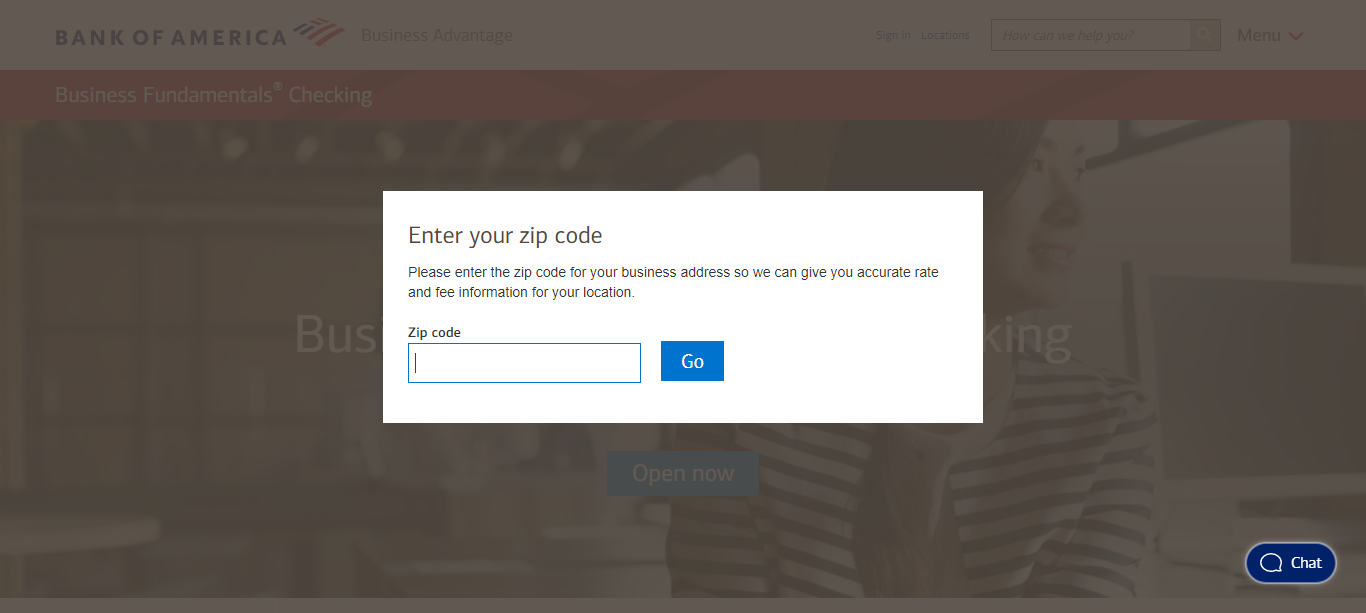 BANK OF AMERICA Business Advantage
Sign in Locations
How can we help you?
Menu
Business Fundamentals® Checking
Enter your zip code
Please enter the zip code for your business address so we can give you accurate rate
and fee information for your location.
Busi king
Zip code
Go
Open now
Chat